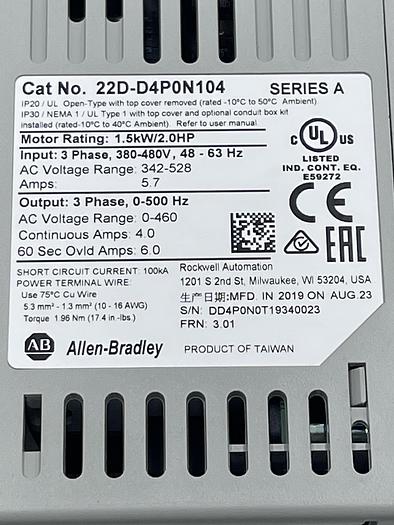 Cat No. 22D-D4P0N104 SERIES A
IP20 / UL Open-Type with top cover removed (rated -10°C to 50°C Ambient)
IP30 / NEMA 1 / UL Type 1 with top cover and optional conduit box kit
installed (rated-10°C to 40°C Ambient) Refer to user manual
Motor Rating: 1.5kW/2.0HP
Input: 3 Phase, 380-480V, 48 - 63 Hz
AC Voltage Range: 342-528
Amps: 5.7
Output: 3 Phase, 0-500 Hz
AC Voltage Range: 0-460
Continuous Amps: 4.0
60 Sec Ovld Amps: 6.0
C UL US
LISTED
IND. CONT. EQ.
E59272
CE
EAC
SHORT CIRCUIT CURRENT: 100kA
POWER TERMINAL WIRE:
Use 75°C Cu Wire
5.3 mm² - 1.3 mm² (10 - 16 AWG)
Torque 1.96 Nm (17.4 in.-lbs.)
Rockwell Automation
1201 S 2nd St, Milwaukee, WI 53204, USA
生产日期:MFD. IN 2019 ON AUG.23
S/N: DD4P0N0T19340023
FRN: 3.01
AB Allen-Bradley
PRODUCT OF TAIWAN